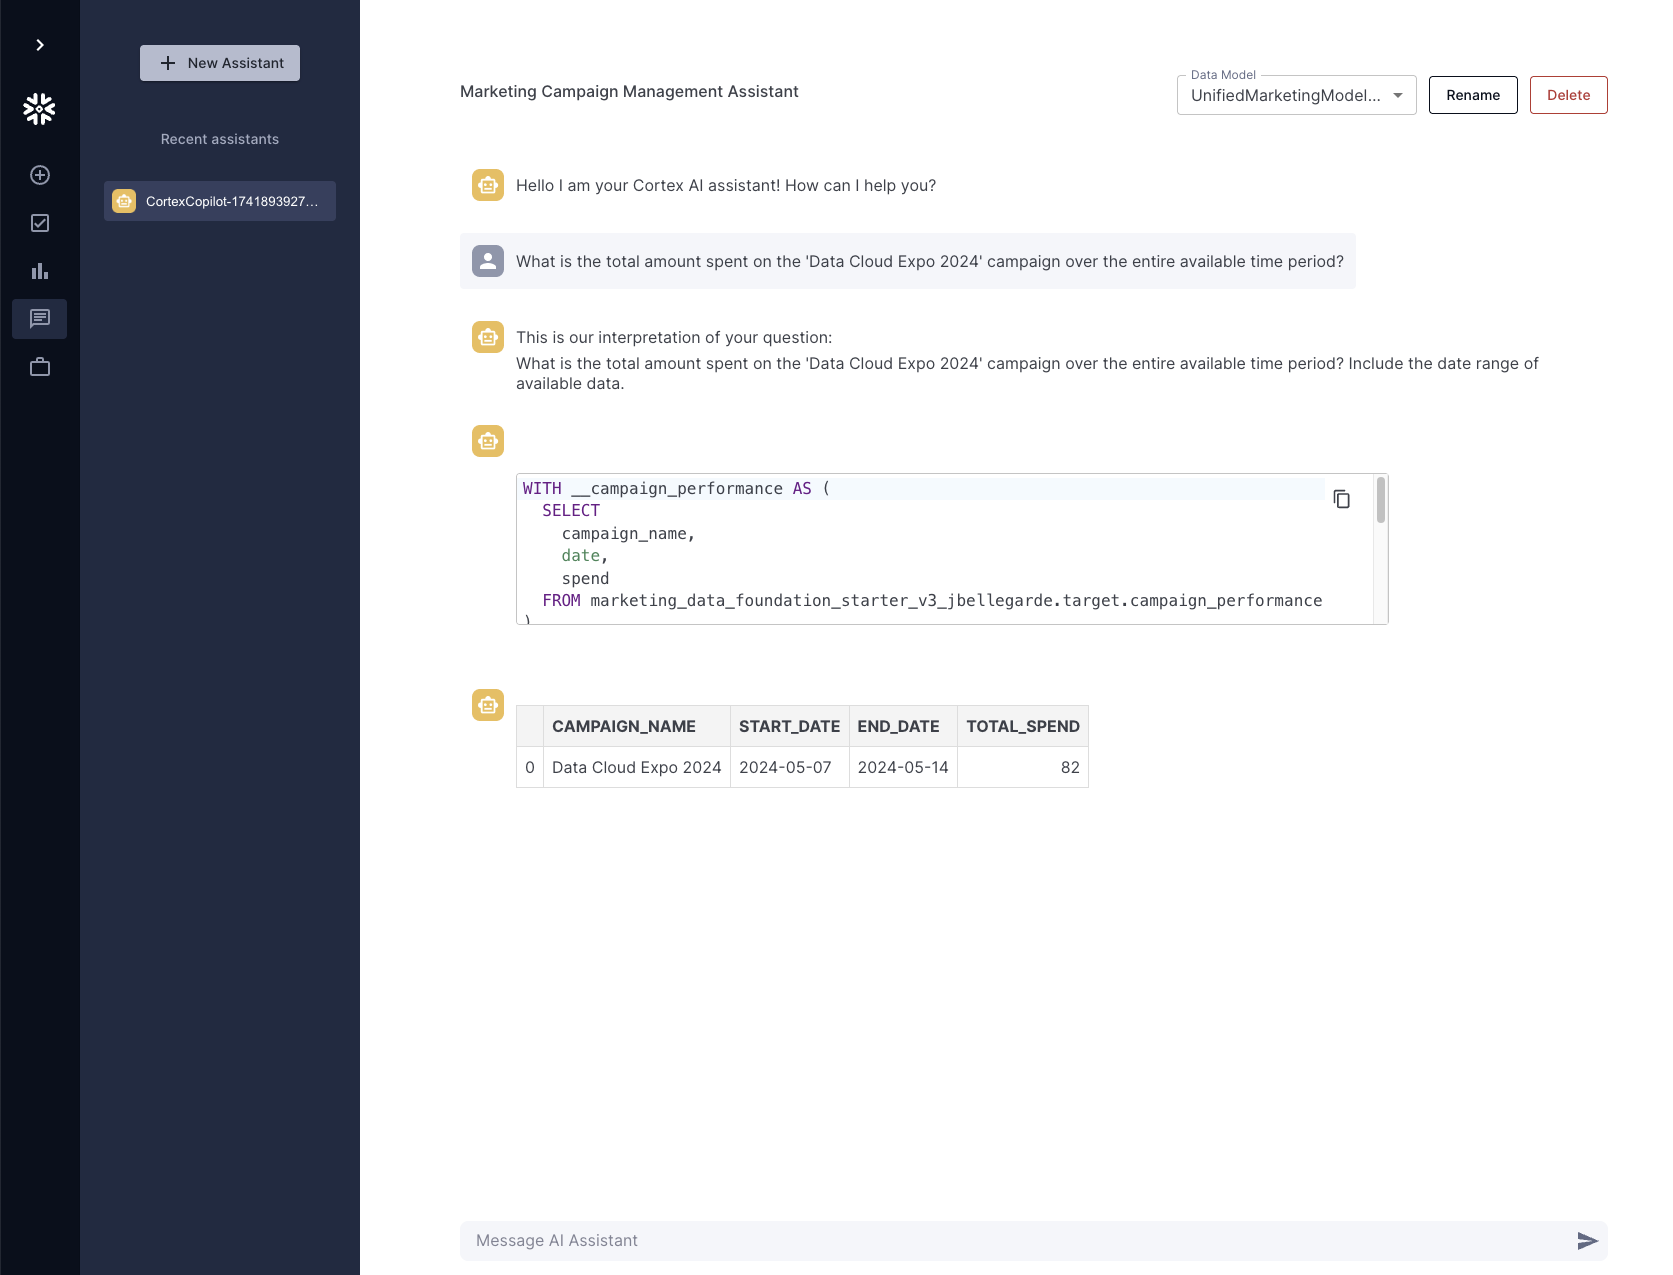 New Assistant
Recent assistants
CortexCopilot-1741893927...
Marketing Campaign Management Assistant
Data Model
UnifiedMarketingModel...
Rename
Delete
Hello I am your Cortex AI assistant! How can I help you?
What is the total amount spent on the 'Data Cloud Expo 2024' campaign over the entire available time period?
This is our interpretation of your question:
What is the total amount spent on the 'Data Cloud Expo 2024' campaign over the entire available time period? Include the date range of
available data.
WITH __campaign_performance AS (
  SELECT
    campaign_name,
    date,
    spend
  FROM marketing_data_foundation_starter_v3_jbellegarde.target.campaign_performance
)
CAMPAIGN_NAME START_DATE END_DATE TOTAL_SPEND
0 Data Cloud Expo 2024 2024-05-07 2024-05-14 82
Message AI Assistant